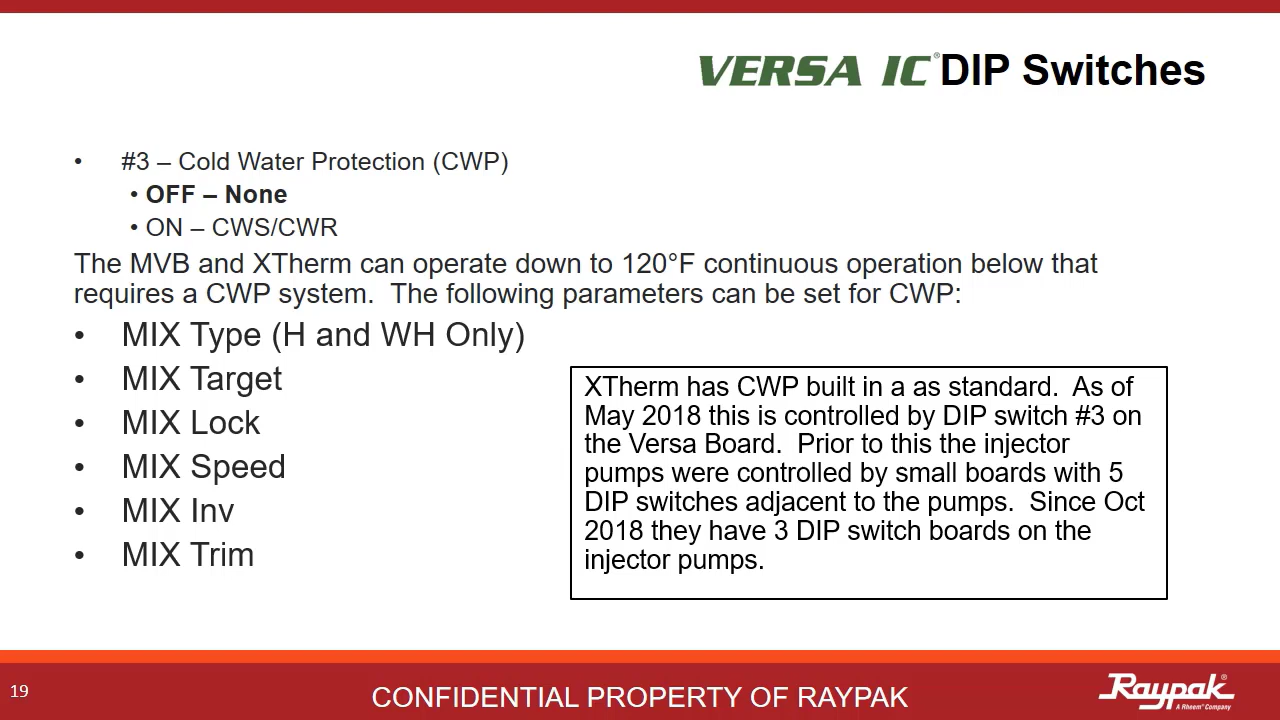 VERSA IC® DIP Switches
• #3 – Cold Water Protection (CWP)
• OFF – None
• ON – CWS/CWR
The MVB and XTherm can operate down to 120°F continuous operation below that
requires a CWP system. The following parameters can be set for CWP:
• MIX Type (H and WH Only)
• MIX Target
• MIX Lock
• MIX Speed
• MIX Inv
• MIX Trim
XTherm has CWP built in a as standard. As of
May 2018 this is controlled by DIP switch #3 on
the Versa Board. Prior to this the injector
pumps were controlled by small boards with 5
DIP switches adjacent to the pumps. Since Oct
2018 they have 3 DIP switch boards on the
injector pumps.
19
CONFIDENTIAL PROPERTY OF RAYPAK
Raypak®
A Rheem® Company